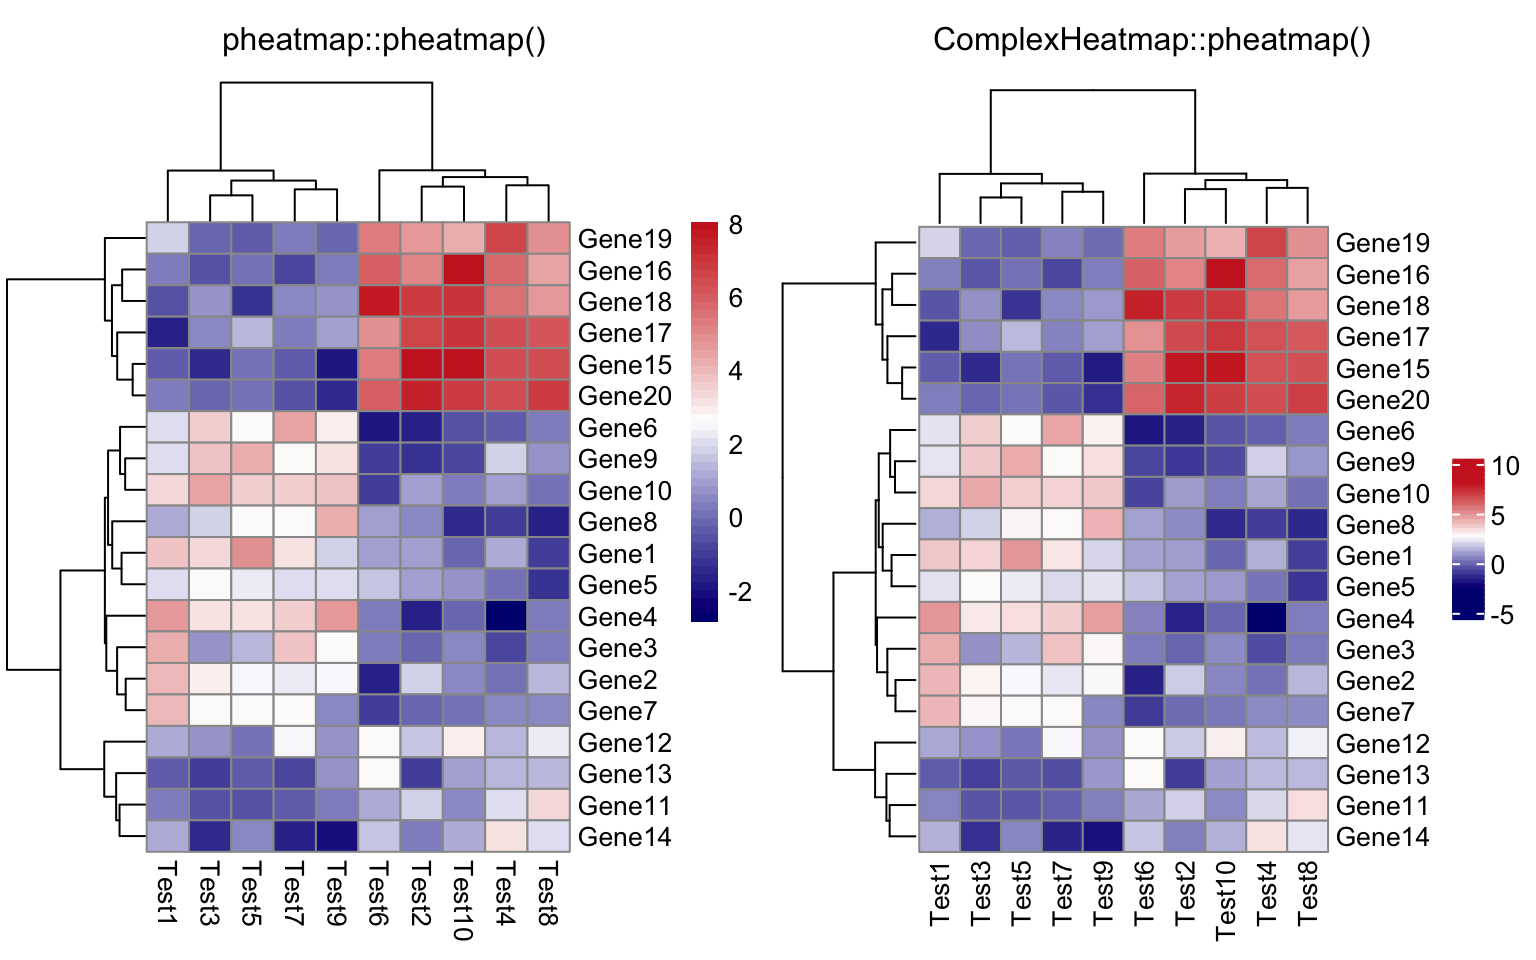 pheatmap::pheatmap()
Gene19
Gene16
Gene18
Gene17
Gene15
Gene20
Gene6
Gene9
Gene10
Gene8
Gene1
Gene5
Gene4
Gene3
Gene2
Gene7
Gene12
Gene13
Gene11
Gene14
Test1
Test3
Test5
Test7
Test9
Test6
Test2
Test10
Test4
Test8
8
6
4
2
0
-2
ComplexHeatmap::pheatmap()
Gene19
Gene16
Gene18
Gene17
Gene15
Gene20
Gene6
Gene9
Gene10
Gene8
Gene1
Gene5
Gene4
Gene3
Gene2
Gene7
Gene12
Gene13
Gene11
Gene14
Test1
Test3
Test5
Test7
Test9
Test6
Test2
Test10
Test4
Test8
10
5
0
-5